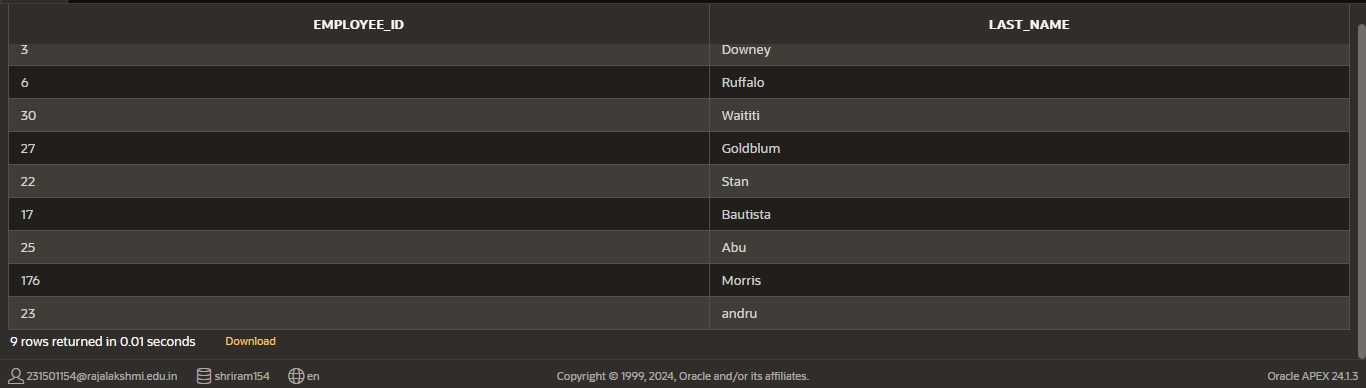 EMPLOYEE_ID LAST_NAME
3 Downey
6 Ruffalo
30 Waititi
27 Goldblum
22 Stan
17 Bautista
25 Abu
176 Morris
23 andru
9 rows returned in 0.01 seconds Download
231501154@rajalakshmi.edu.in shriram154 en Copyright © 1999, 2024, Oracle and/or its affiliates. Oracle APEX 24.1.3